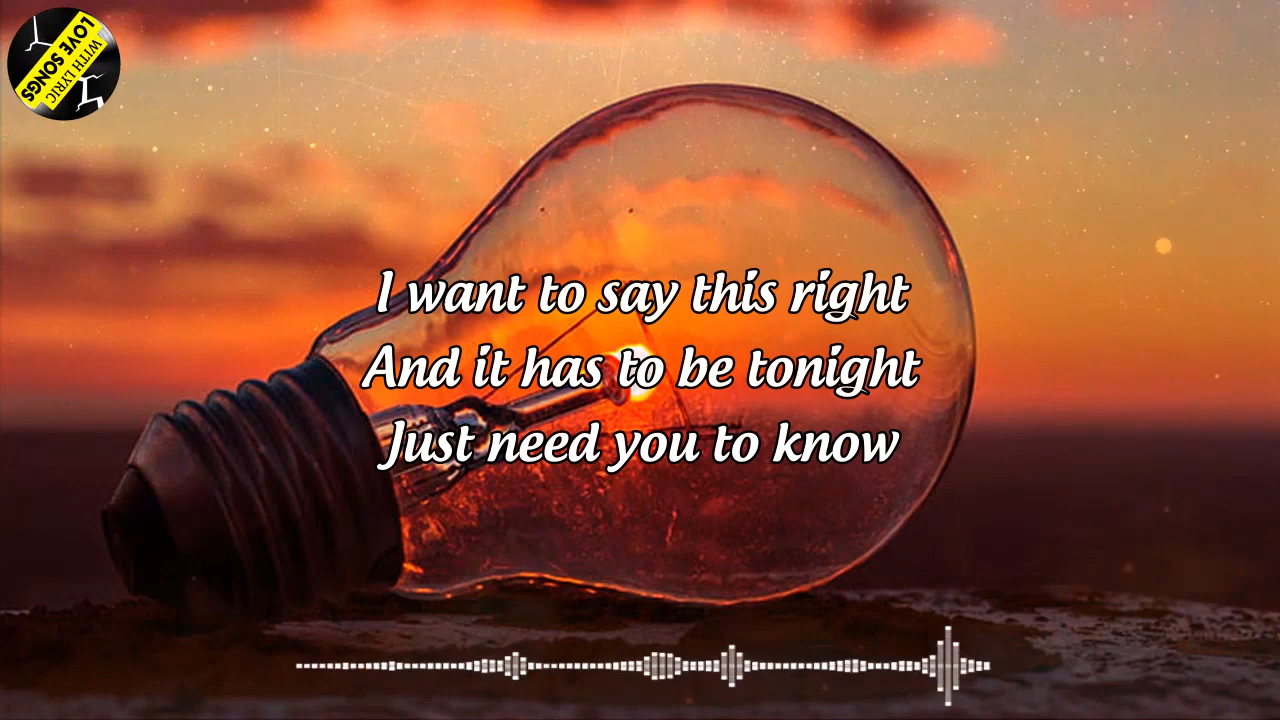 LOVE SONGS
WITH LYRIC
I want to say this right
And it has to be tonight
Just need you to know